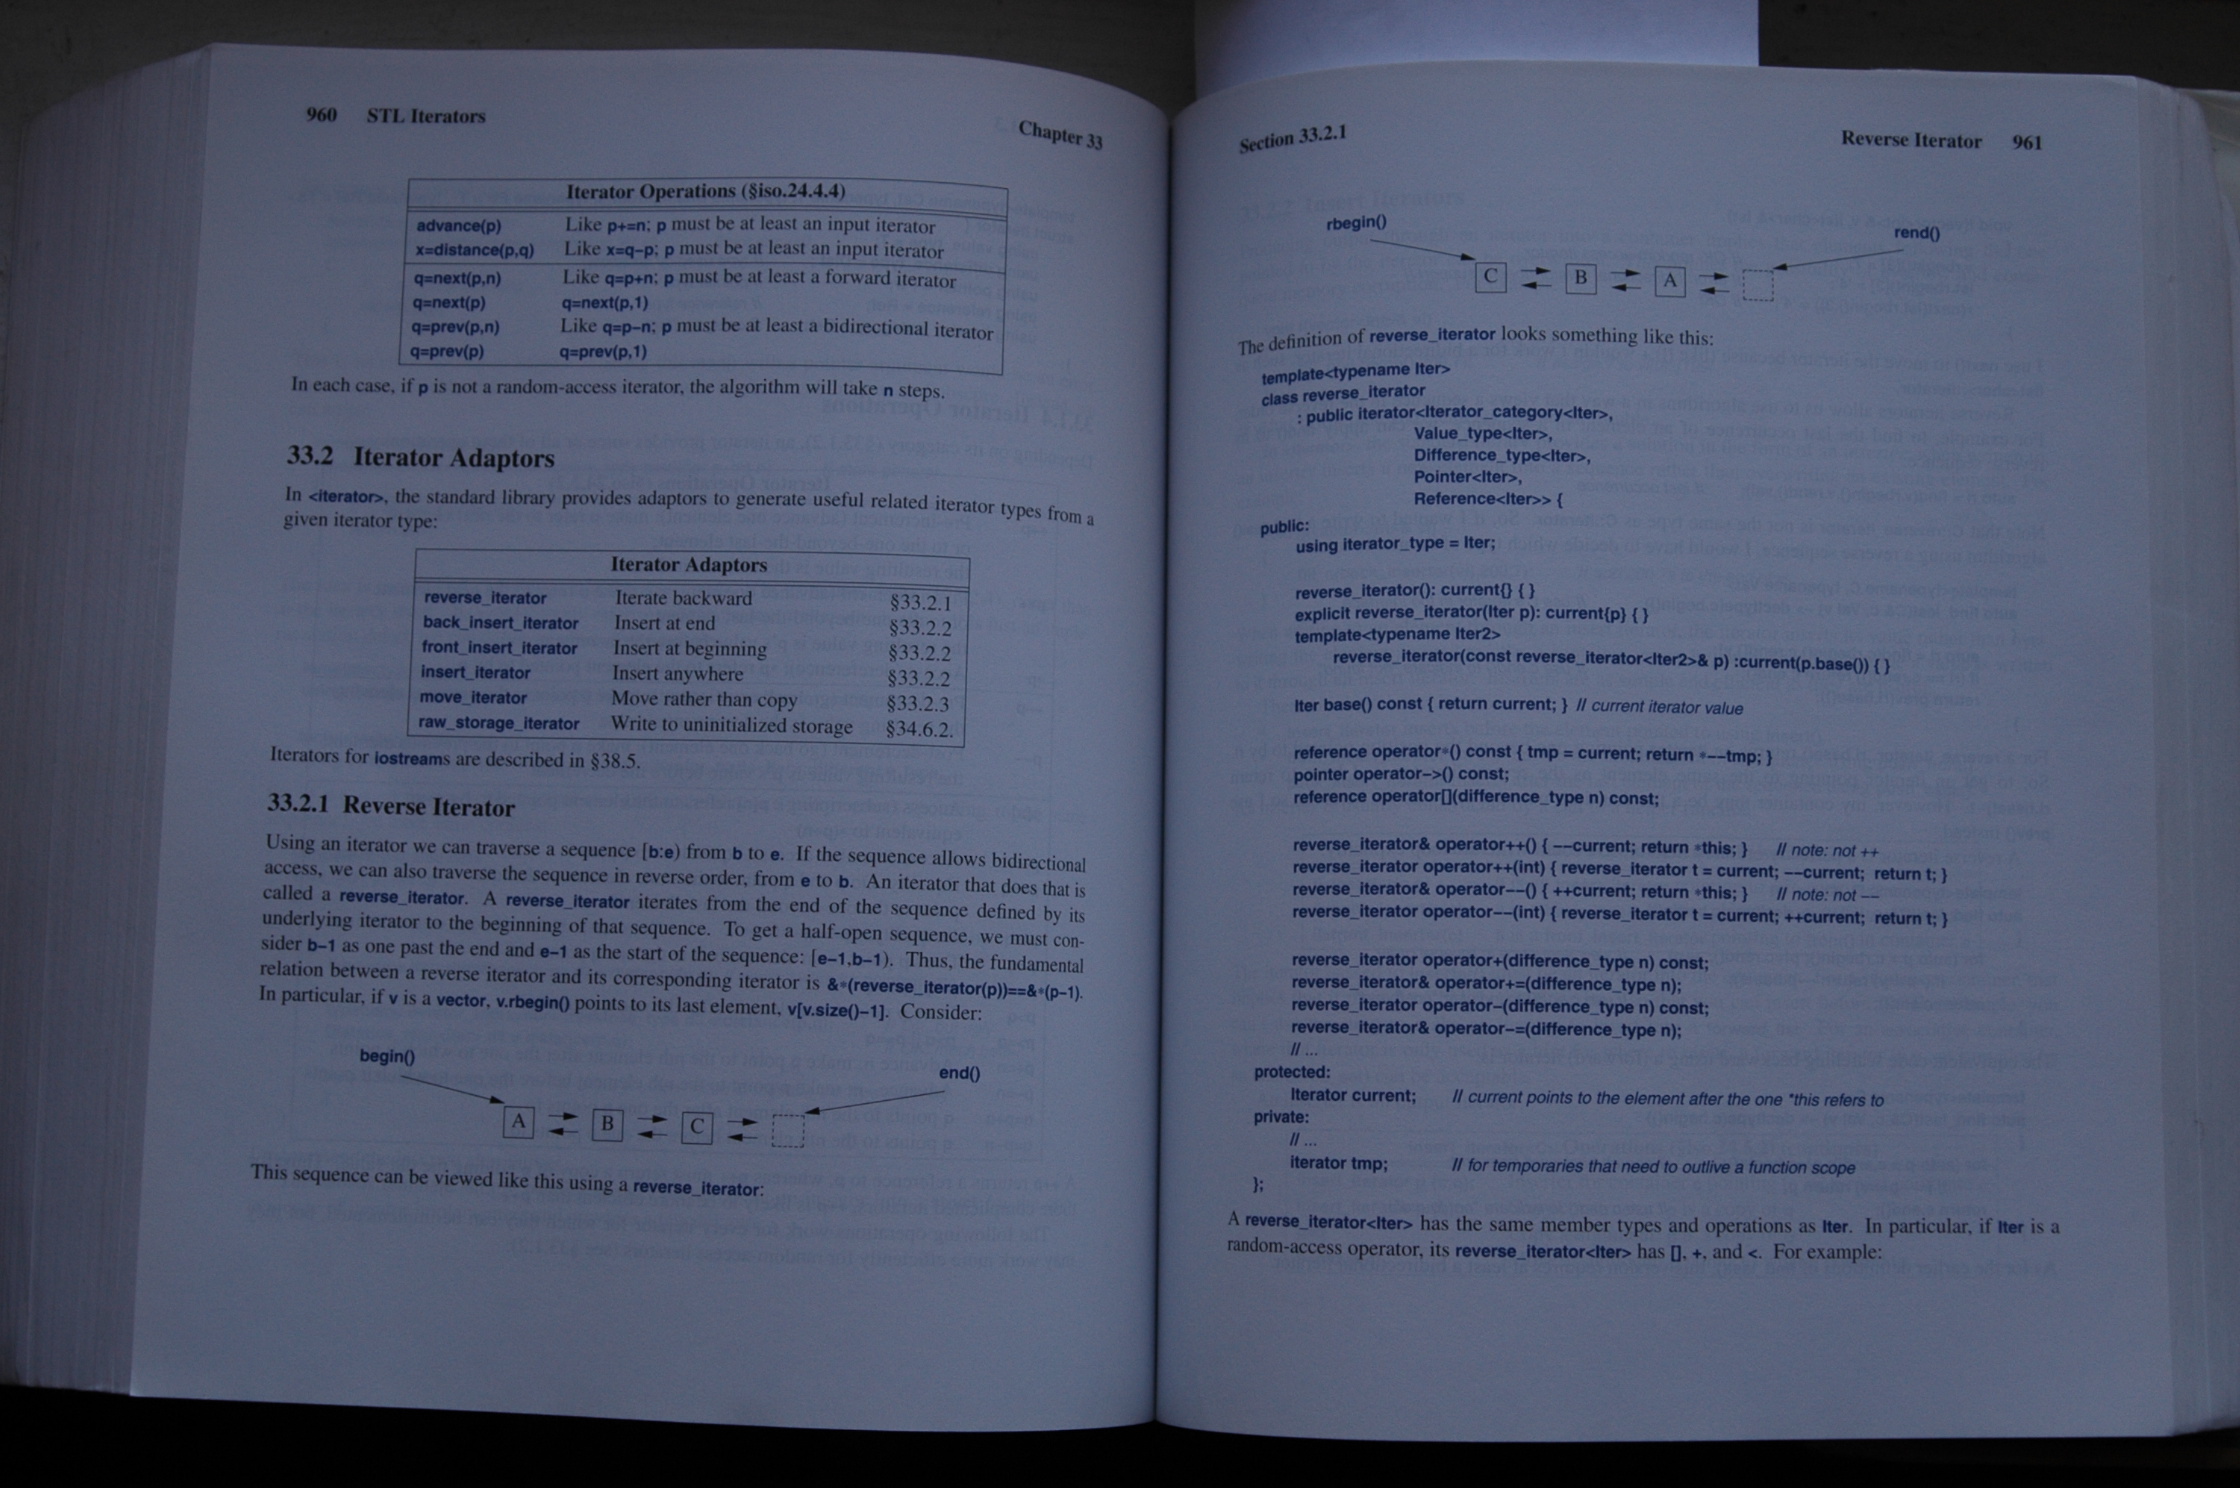 960 STL Iterators Chapter 33
Iterator Operations (§iso.24.4.4)
advance(p) Like p+=n; p must be at least an input iterator
x=distance(p,q) Like x=q−p; p must be at least an input iterator
q=next(p,n) Like q=p+n; p must be at least a forward iterator
q=next(p) q=next(p,1)
q=prev(p,n) Like q=p−n; p must be at least a bidirectional iterator
q=prev(p) q=prev(p,1)
In each case, if p is not a random-access iterator, the algorithm will take n steps.
33.2 Iterator Adaptors
In <iterator>, the standard library provides adaptors to generate useful related iterator types from a
given iterator type:
Iterator Adaptors
reverse_iterator Iterate backward §33.2.1
back_insert_iterator Insert at end §33.2.2
front_insert_iterator Insert at beginning §33.2.2
insert_iterator Insert anywhere §33.2.2
move_iterator Move rather than copy §33.2.3
raw_storage_iterator Write to uninitialized storage §34.6.2.
Iterators for iostreams are described in §38.5.
33.2.1 Reverse Iterator
Using an iterator we can traverse a sequence [b:e) from b to e. If the sequence allows bidirectional
access, we can also traverse the sequence in reverse order, from e to b. An iterator that does that is
called a reverse_iterator. A reverse_iterator iterates from the end of the sequence defined by its
underlying iterator to the beginning of that sequence. To get a half-open sequence, we must con-
sider b−1 as one past the end and e−1 as the start of the sequence: [e−1,b−1). Thus, the fundamental
relation between a reverse iterator and its corresponding iterator is &*(reverse_iterator(p))==&*(p−1).
In particular, if v is a vector, v.rbegin() points to its last element, v[v.size()−1]. Consider:
begin()
end()
A B C
This sequence can be viewed like this using a reverse_iterator:
Section 33.2.1 Reverse Iterator 961
rbegin()
rend()
C B A
The definition of reverse_iterator looks something like this:
template<typename Iter>
class reverse_iterator
: public iterator<Iterator_category<Iter>,
Value_type<Iter>,
Difference_type<Iter>,
Pointer<Iter>,
Reference<Iter>> {
public:
using iterator_type = Iter;
reverse_iterator(): current{} { }
explicit reverse_iterator(Iter p): current{p} { }
template<typename Iter2>
reverse_iterator(const reverse_iterator<Iter2>& p) :current(p.base()) { }
Iter base() const { return current; } // current iterator value
reference operator*() const { tmp = current; return *−−tmp; }
pointer operator−>() const;
reference operator[](difference_type n) const;
reverse_iterator& operator++() { −−current; return *this; } // note: not ++
reverse_iterator operator++(int) { reverse_iterator t = current; −−current; return t; }
reverse_iterator& operator−−() { ++current; return *this; } // note: not −−
reverse_iterator operator−−(int) { reverse_iterator t = current; ++current; return t; }
reverse_iterator operator+(difference_type n) const;
reverse_iterator& operator+=(difference_type n);
reverse_iterator operator−(difference_type n) const;
reverse_iterator& operator−=(difference_type n);
// ...
protected:
Iterator current; // current points to the element after the one *this refers to
private:
// ...
iterator tmp; // for temporaries that need to outlive a function scope
};
A reverse_iterator<Iter> has the same member types and operations as Iter. In particular, if Iter is a
random-access operator, its reverse_iterator<Iter> has [], +, and <. For example: